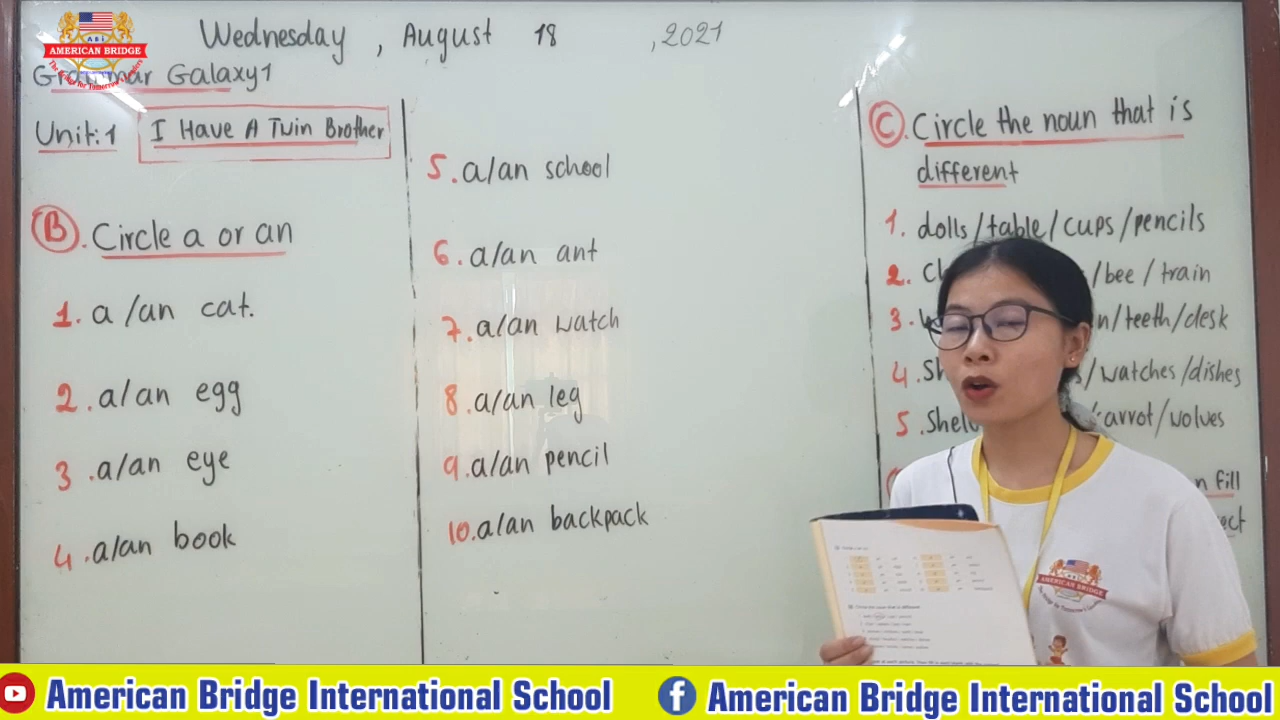 Wednesday , August 18 , 2021
AMERICAN BRIDGE
Grammar Galaxy 1
Unit: 1 I Have A Twin Brother
B. Circle a or an
1. a /an cat.
2. a/an egg
3. a/an eye
4. a/an book
5. a/an school
6. a/an ant
7. a/an watch
8. a/an leg
9. a/an pencil
10. a/an backpack
C. Circle the noun that is
different
1. dolls/table/cups/pencils
2. /bee / train
3. /teeth/desk
4. /watches/dishes
5. /wolves
fill
AMERICAN BRIDGE
American Bridge International School
American Bridge International School